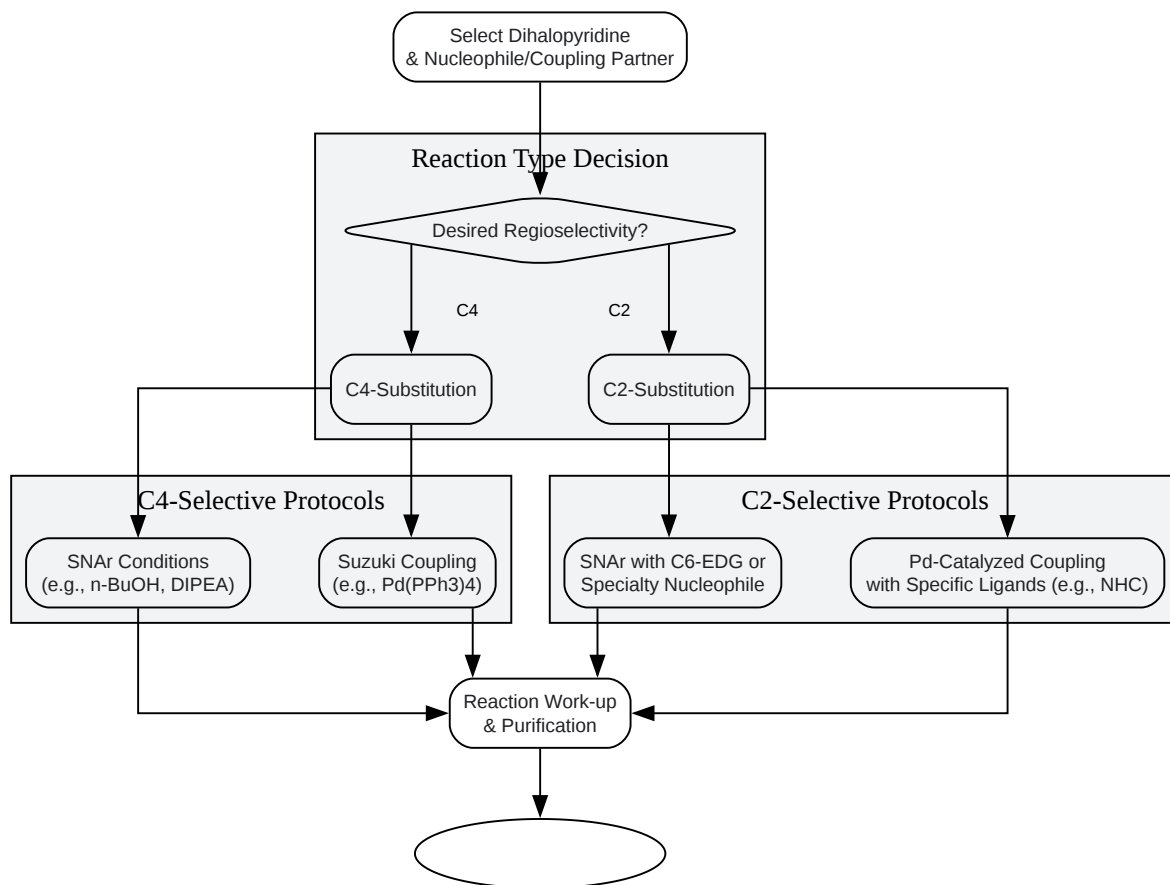 Select Dihalopyridine
& Nucleophile/Coupling Partner
Reaction Type Decision
Desired Regioselectivity?
C4
C2
C4-Substitution
C2-Substitution
C4-Selective Protocols
C2-Selective Protocols
SNAr Conditions
(e.g., n-BuOH, DIPEA)
Suzuki Coupling
(e.g., Pd(PPh3)4)
SNAr with C6-EDG or
Specialty Nucleophile
Pd-Catalyzed Coupling
with Specific Ligands (e.g., NHC)
Reaction Work-up
& Purification